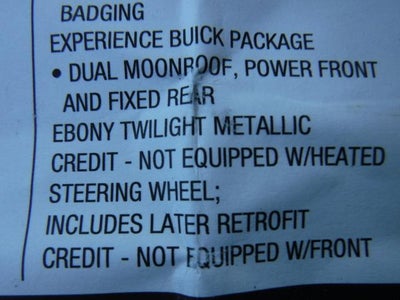 BADGING
EXPERIENCE BUICK PACKAGE
• DUAL MOONROOF, POWER FRONT
AND FIXED REAR
EBONY TWILIGHT METALLIC
CREDIT - NOT EQUIPPED W/HEATED
STEERING WHEEL;
INCLUDES LATER RETROFIT
CREDIT - NOT EQUIPPED W/FRONT